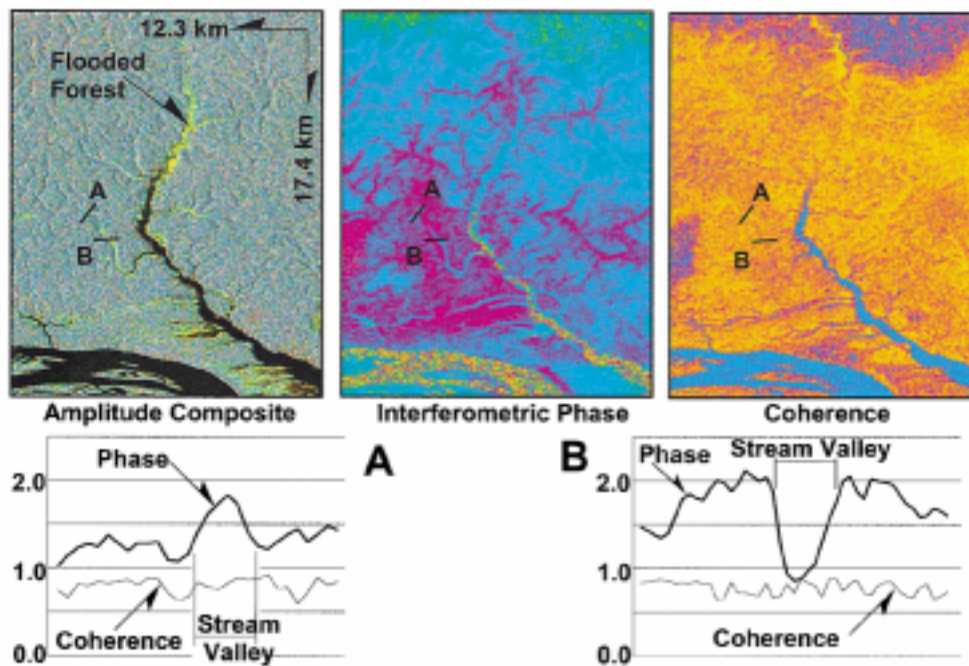 12.3 km
Flooded
Forest
17.4 km
A
B
A
B
A
B
Amplitude Composite
Interferometric Phase
Coherence
Phase
2.0
1.0
Coherence
Stream
Valley
0.0
A
B
Stream Valley
Phase
2.0
1.0
Coherence
0.0